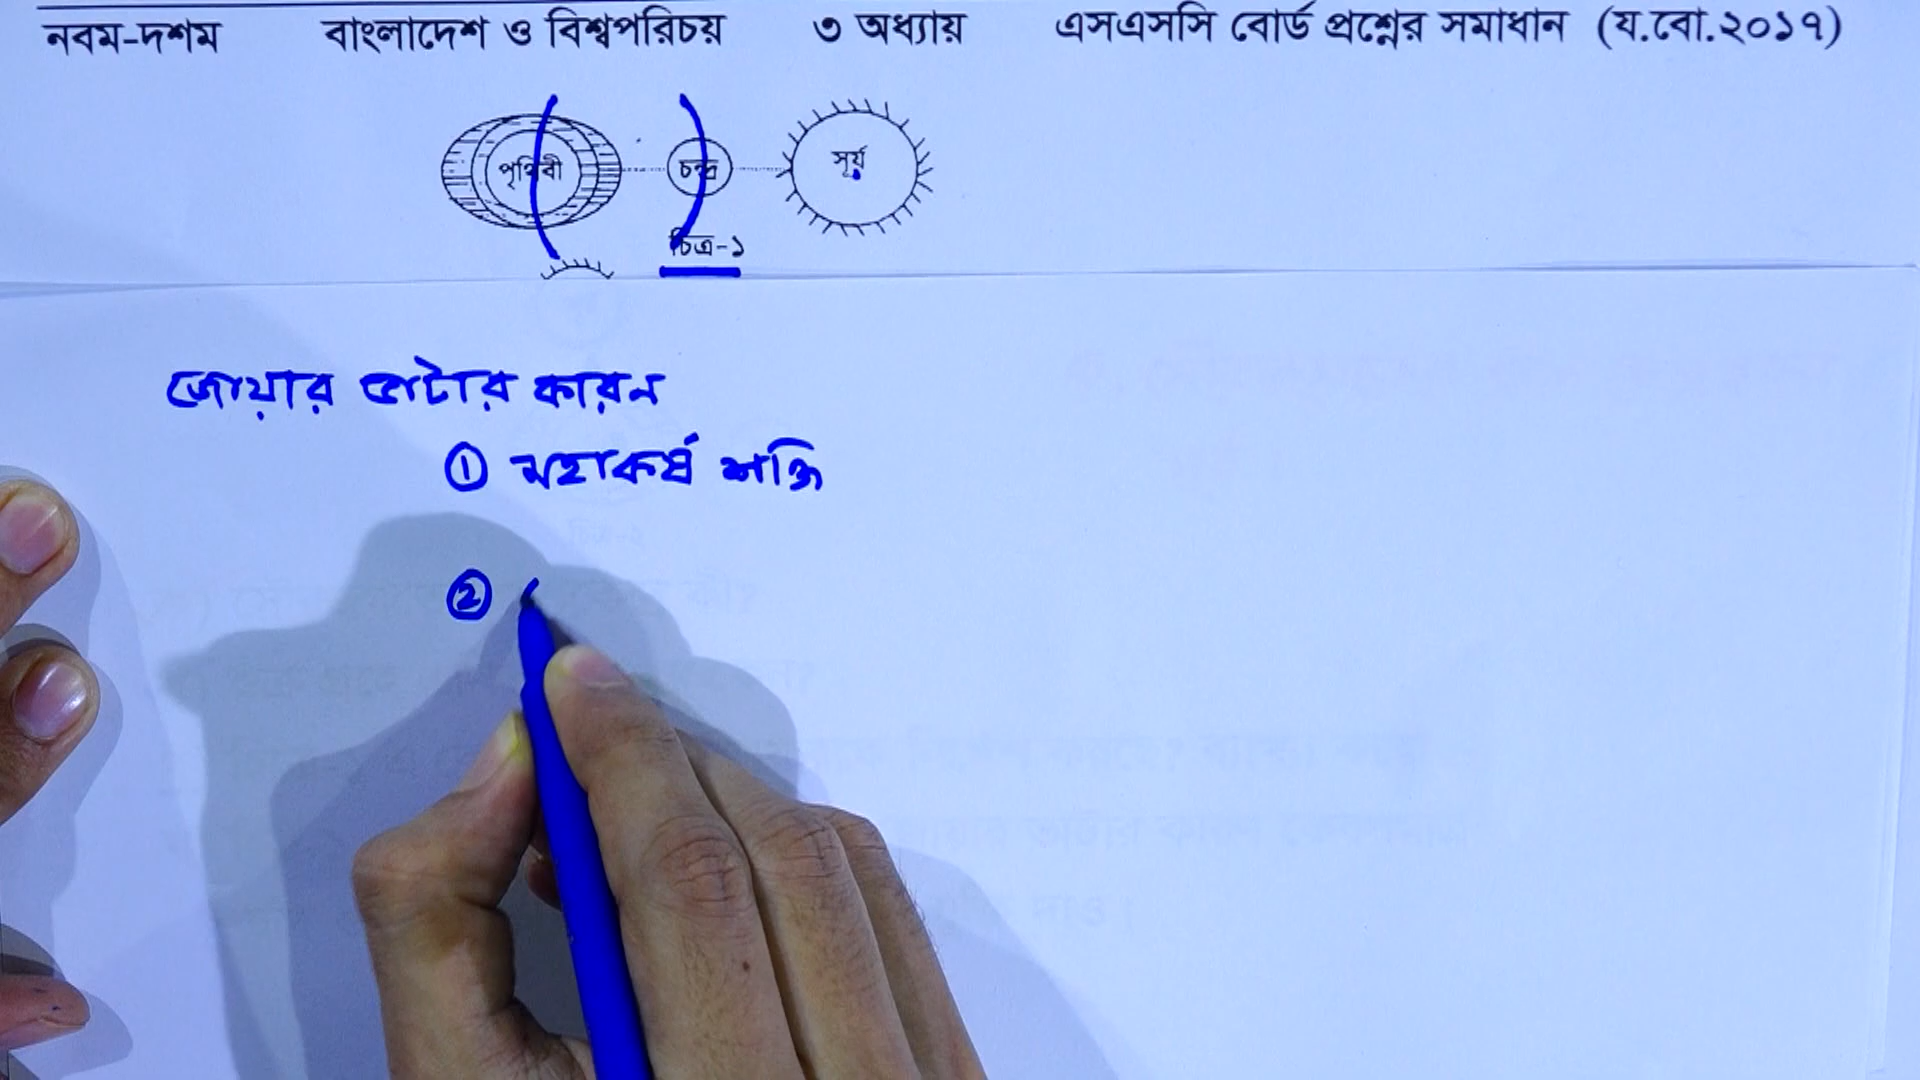 নবম-দশম বাংলাদেশ ও বিশ্বপরিচয় ৩ অধ্যায় এসএসসি বোর্ড প্রশ্নের সমাধান (য.বো.২০১৭)
পৃথিবী চন্দ্র সূর্য
চিত্র-১
জোয়ার ভাটার কারন
① মহাকর্ষ শক্তি
②